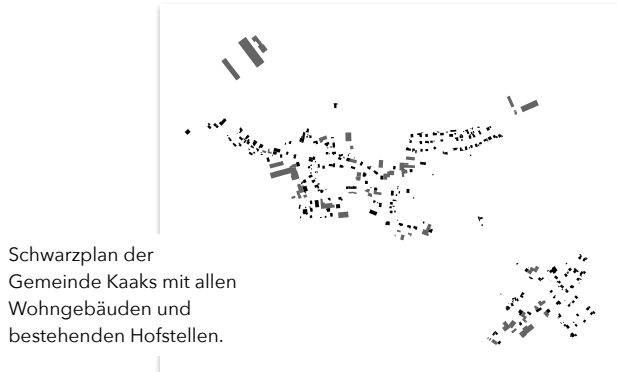 Schwarzplan der
Gemeinde Kaaks mit allen
Wohngebäuden und
bestehenden Hofstellen.